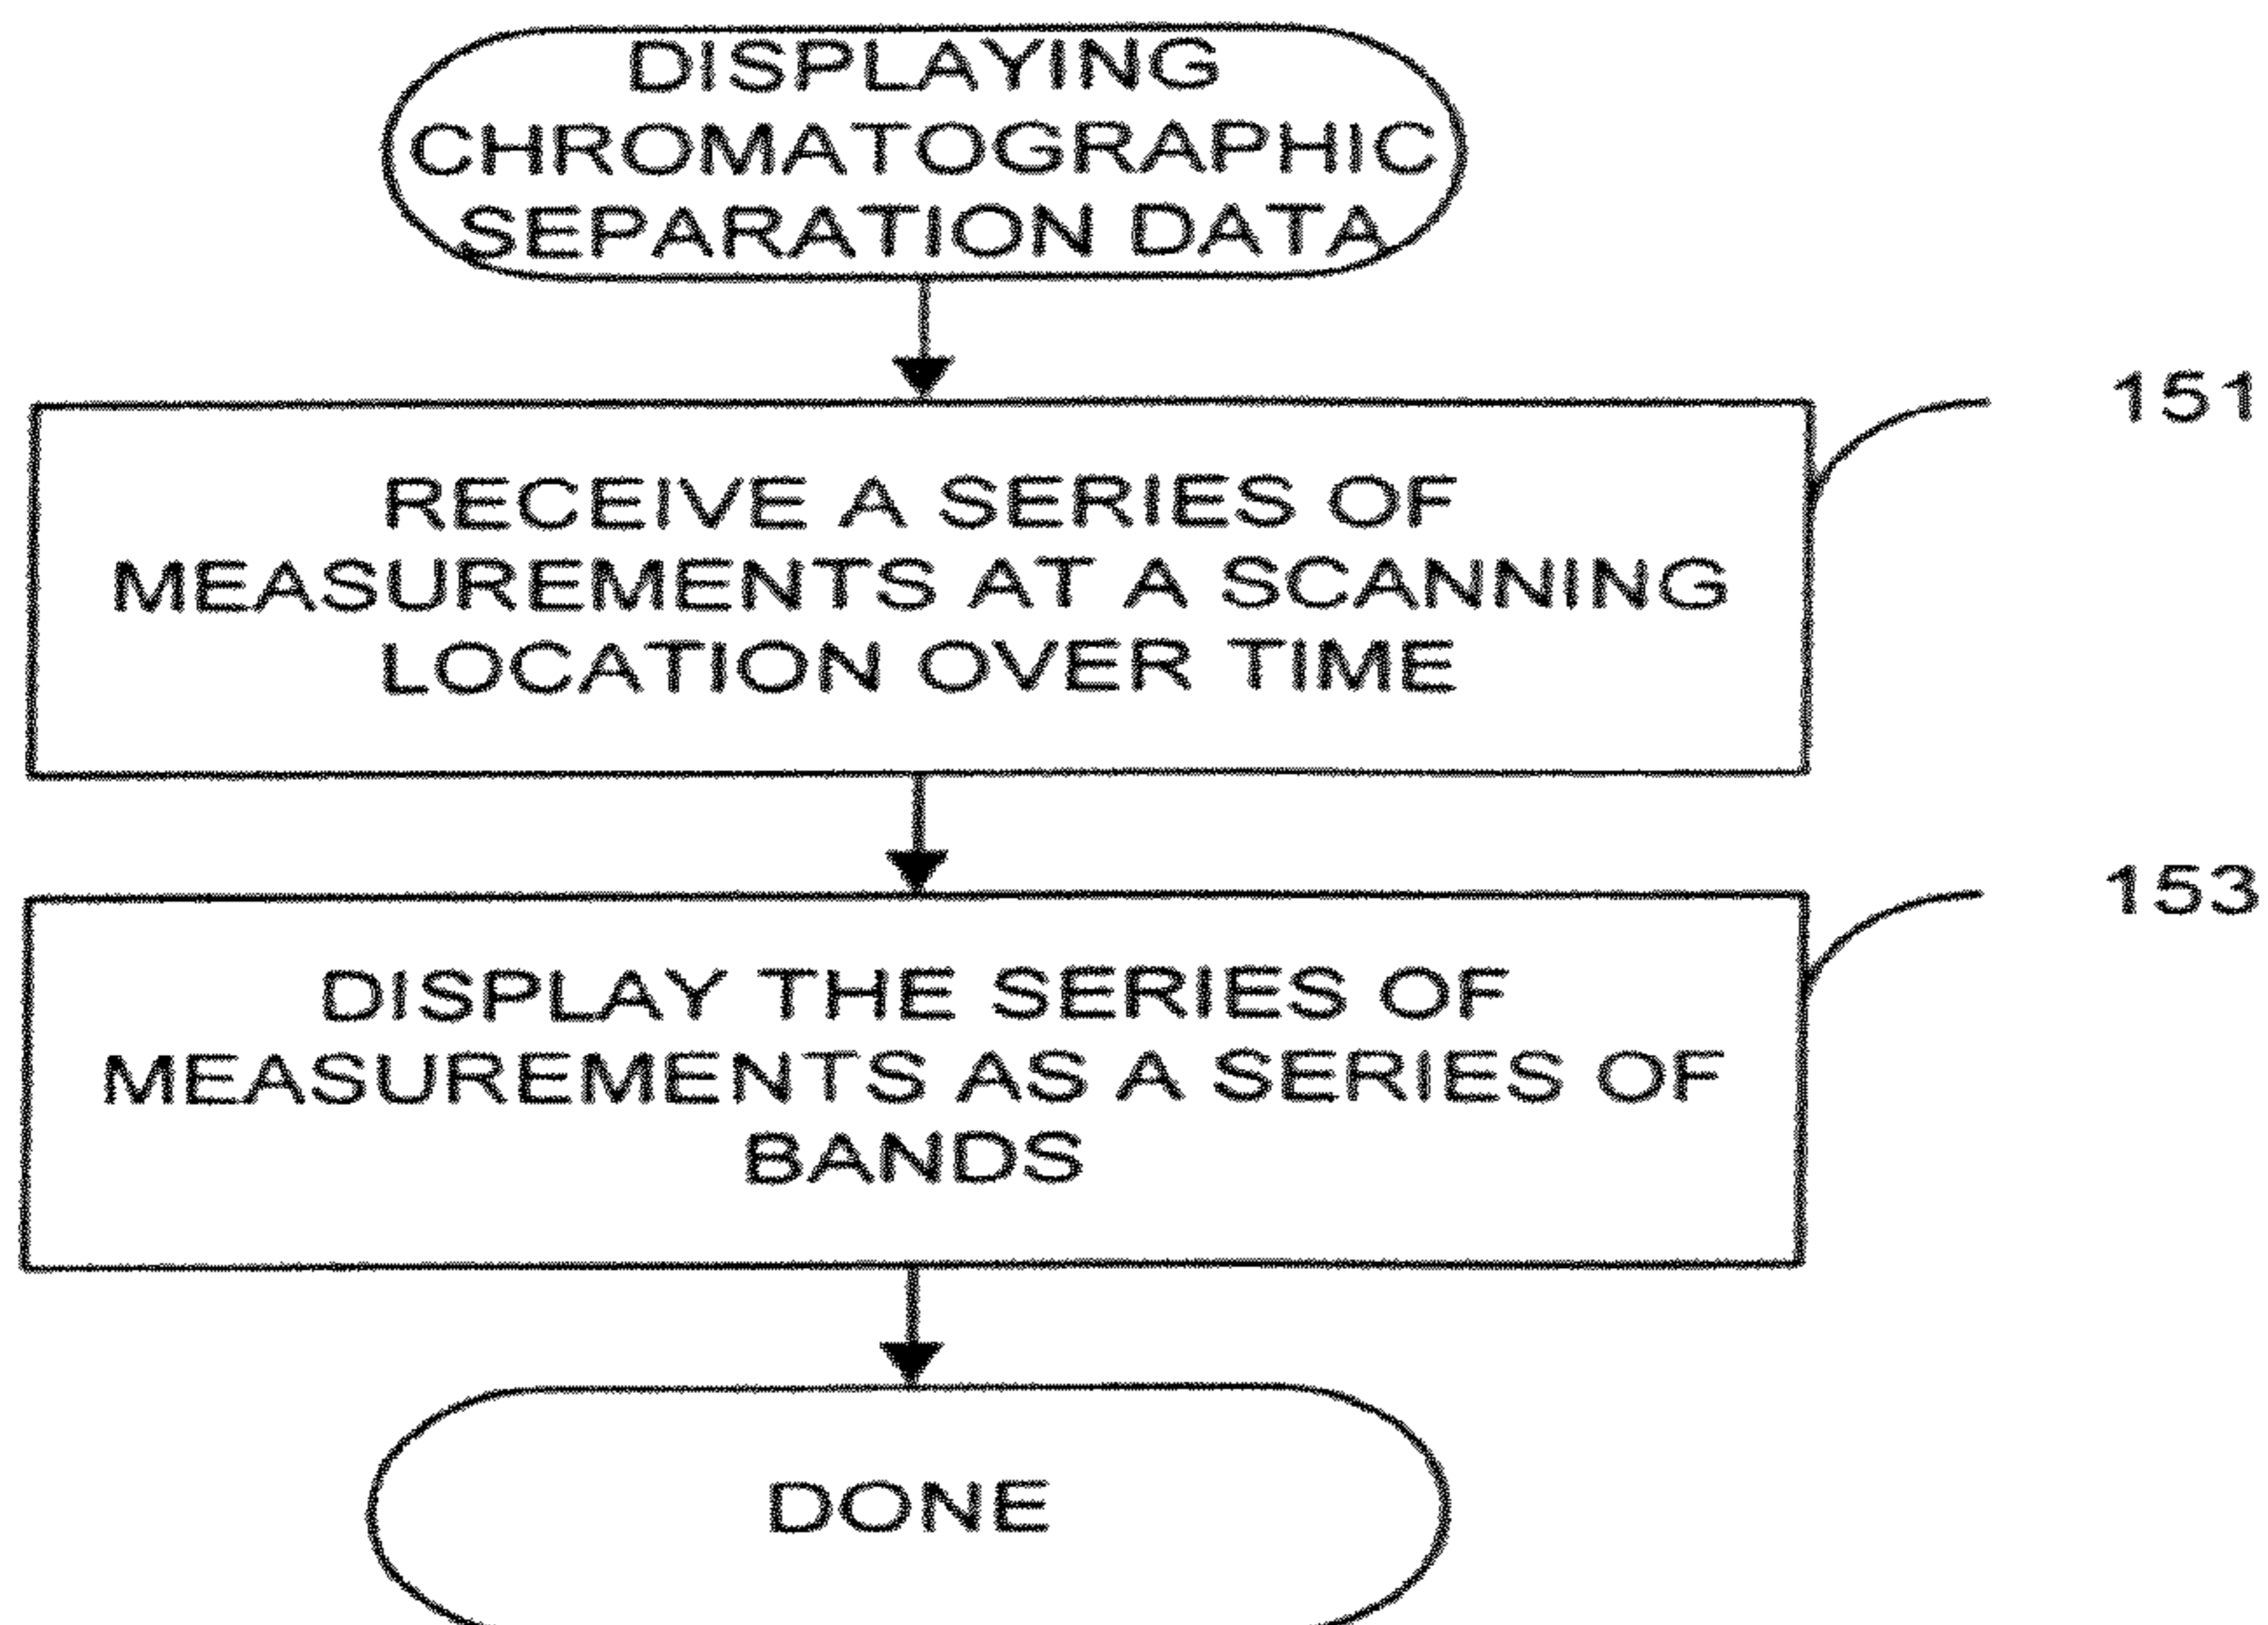 DISPLAYING
CHROMATOGRAPHIC
SEPARATION DATA
151
RECEIVE A SERIES OF
MEASUREMENTS AT A SCANNING
LOCATION OVER TIME
153
DISPLAY THE SERIES OF
MEASUREMENTS AS A SERIES OF
BANDS
DONE